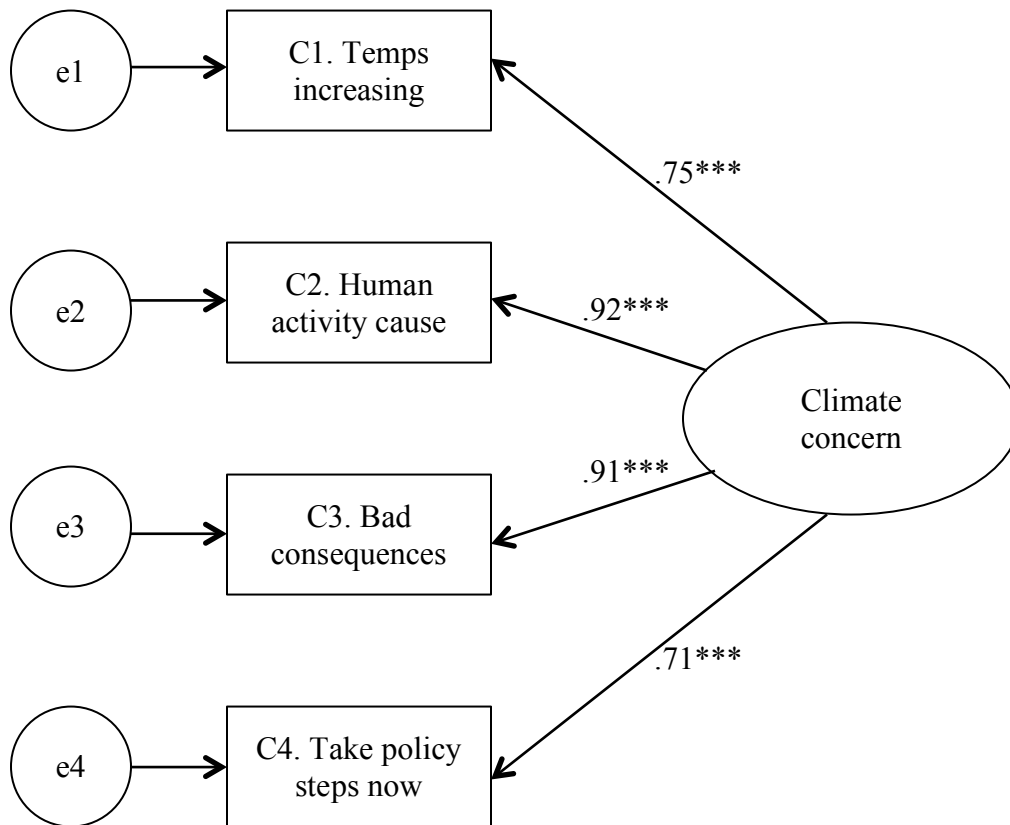 e1
C1. Temps
increasing
.75***
e2
C2. Human
activity cause
.92***
Climate
concern
e3
C3. Bad
consequences
.91***
.71***
e4
C4. Take policy
steps now